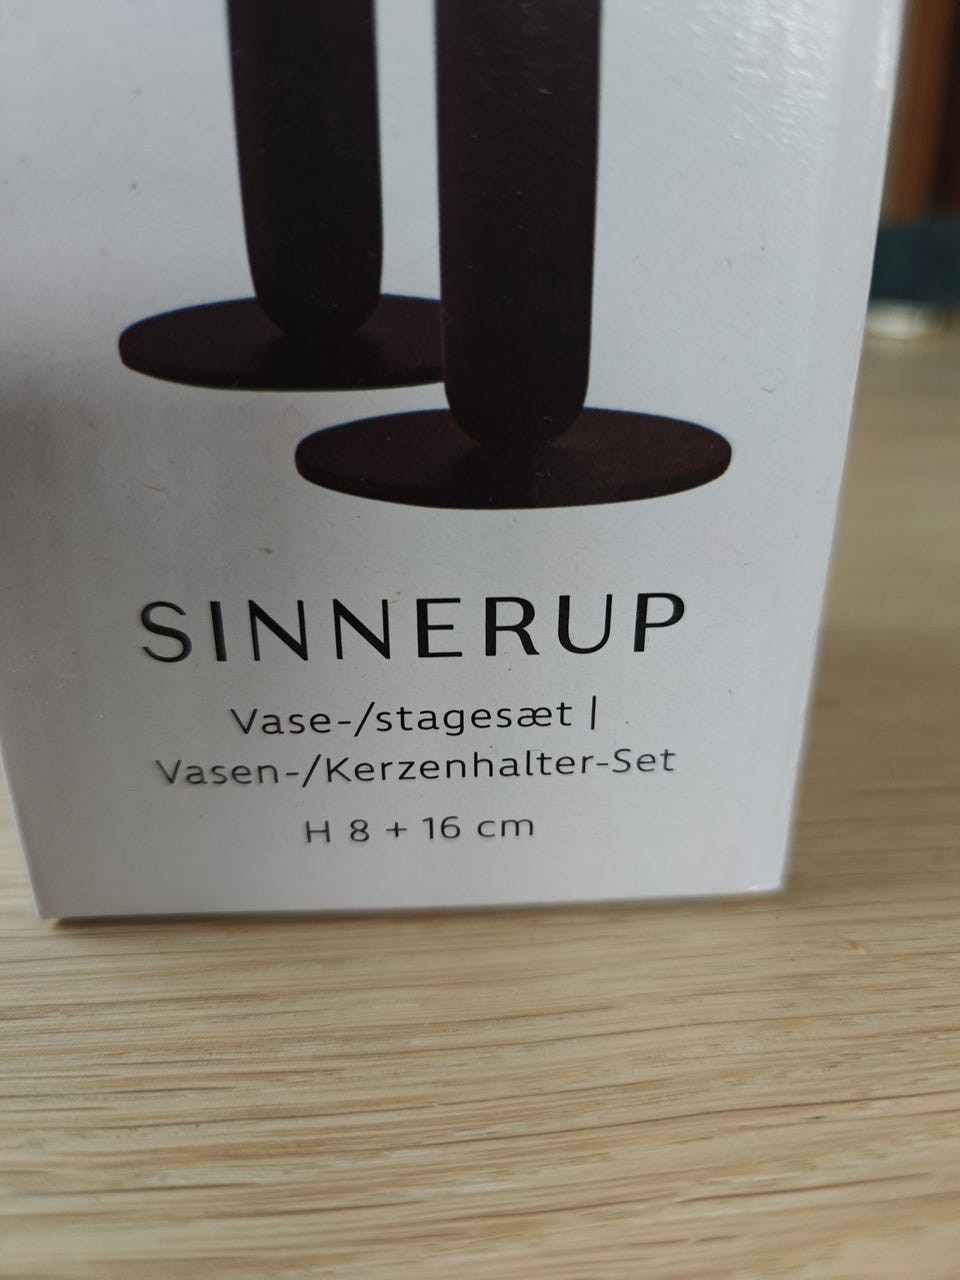 SINNERUP
Vase-/stagesæt |
Vasen-/Kerzenhalter-Set
H 8 + 16 cm